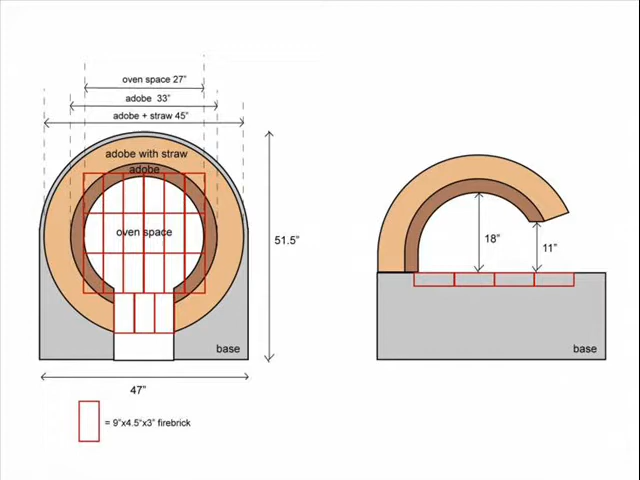 oven space 27"
adobe 33"
adobe + straw 45"
adobe with straw
adobe
oven space
51.5"
18"
11"
base
base
47"
= 9"x4.5"x3" firebrick